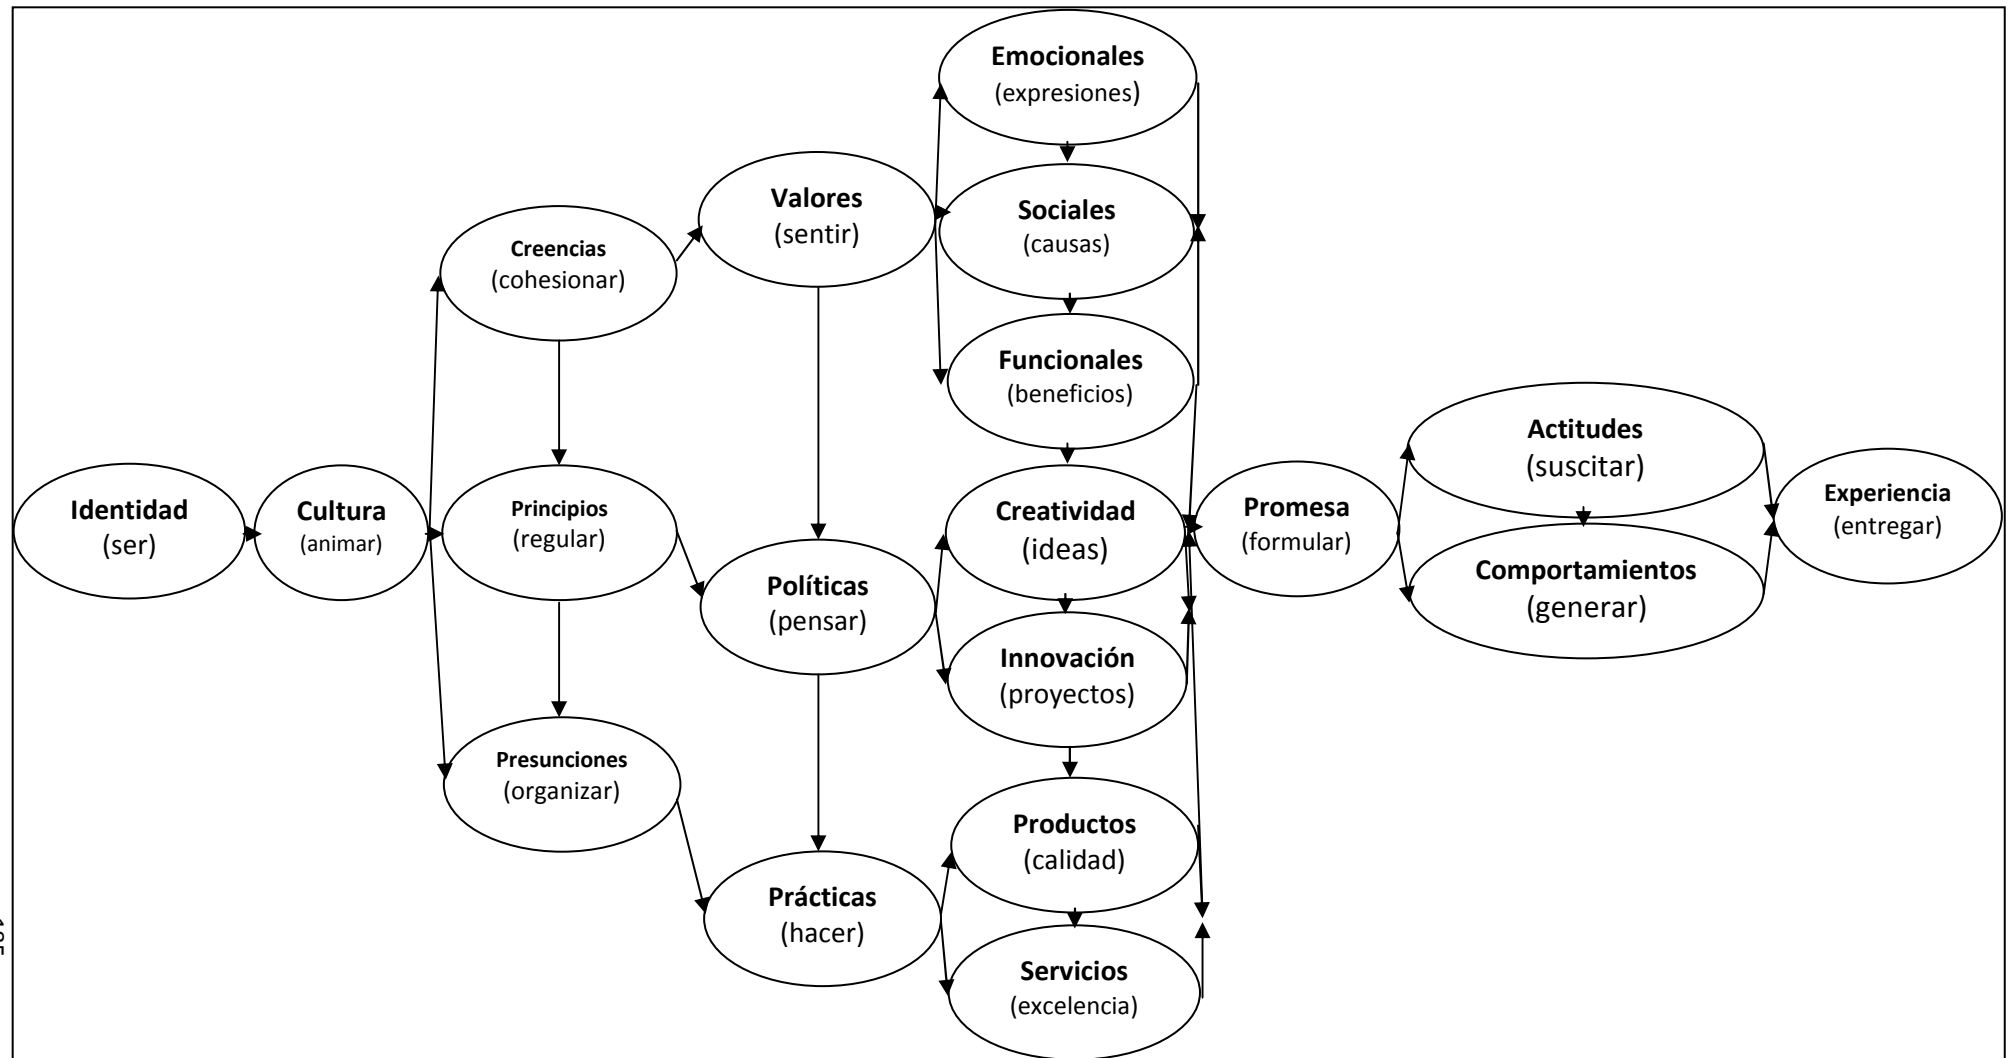 Emocionales
(expresiones)
Valores
(sentir)
Sociales
(causas)
Creencias
(cohesionar)
Funcionales
(beneficios)
Actitudes
(suscitar)
Identidad
(ser)
Cultura
(animar)
Principios
(regular)
Creatividad
(ideas)
Promesa
(formular)
Experiencia
(entregar)
Políticas
(pensar)
Comportamientos
(generar)
Innovación
(proyectos)
Presunciones
(organizar)
Productos
(calidad)
Prácticas
(hacer)
Servicios
(excelencia)